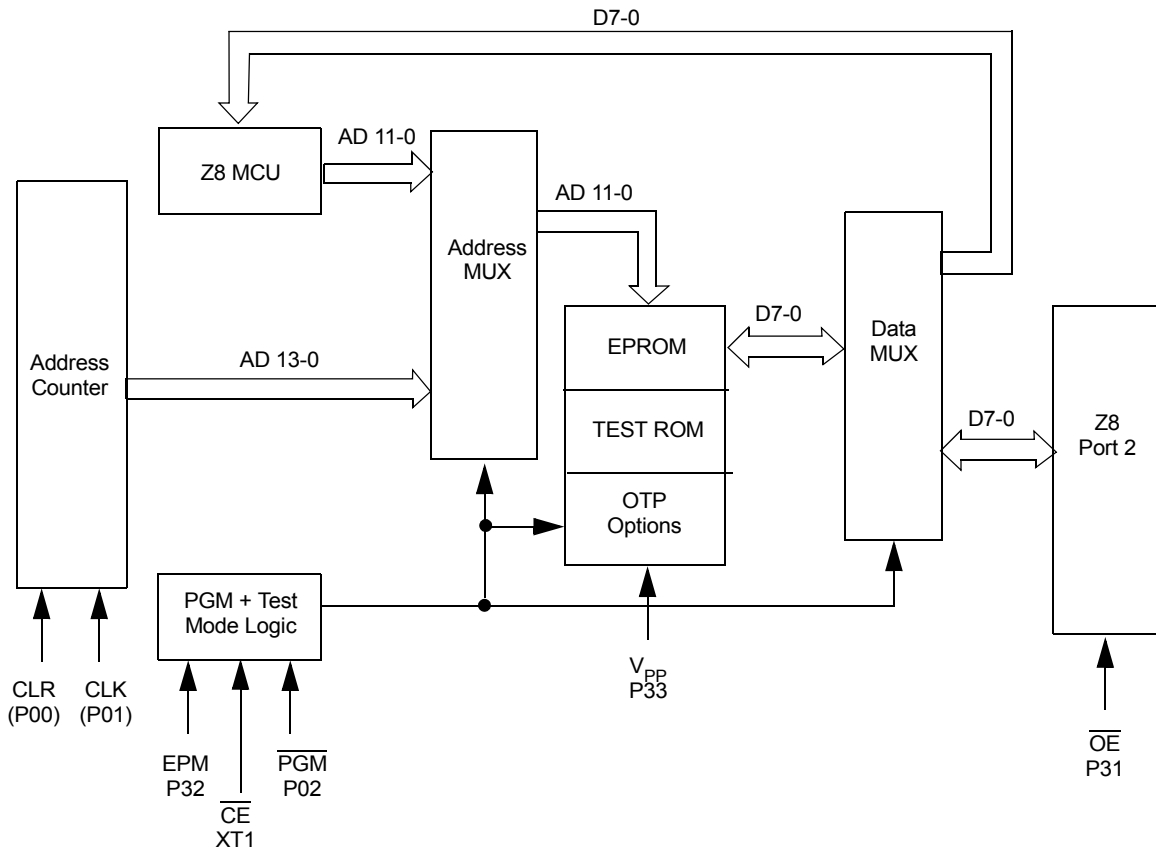 D7-0
AD 11-0
Z8 MCU
AD 11-0
Address
MUX
D7-0
EPROM
Data
MUX
Address
Counter
AD 13-0
TEST ROM
D7-0
Z8
Port 2
OTP
Options
PGM + Test
Mode Logic
VPP
P33
CLR
(P00)
CLK
(P01)
EPM
P32
PGM
P02
OE
P31
CE
XT1